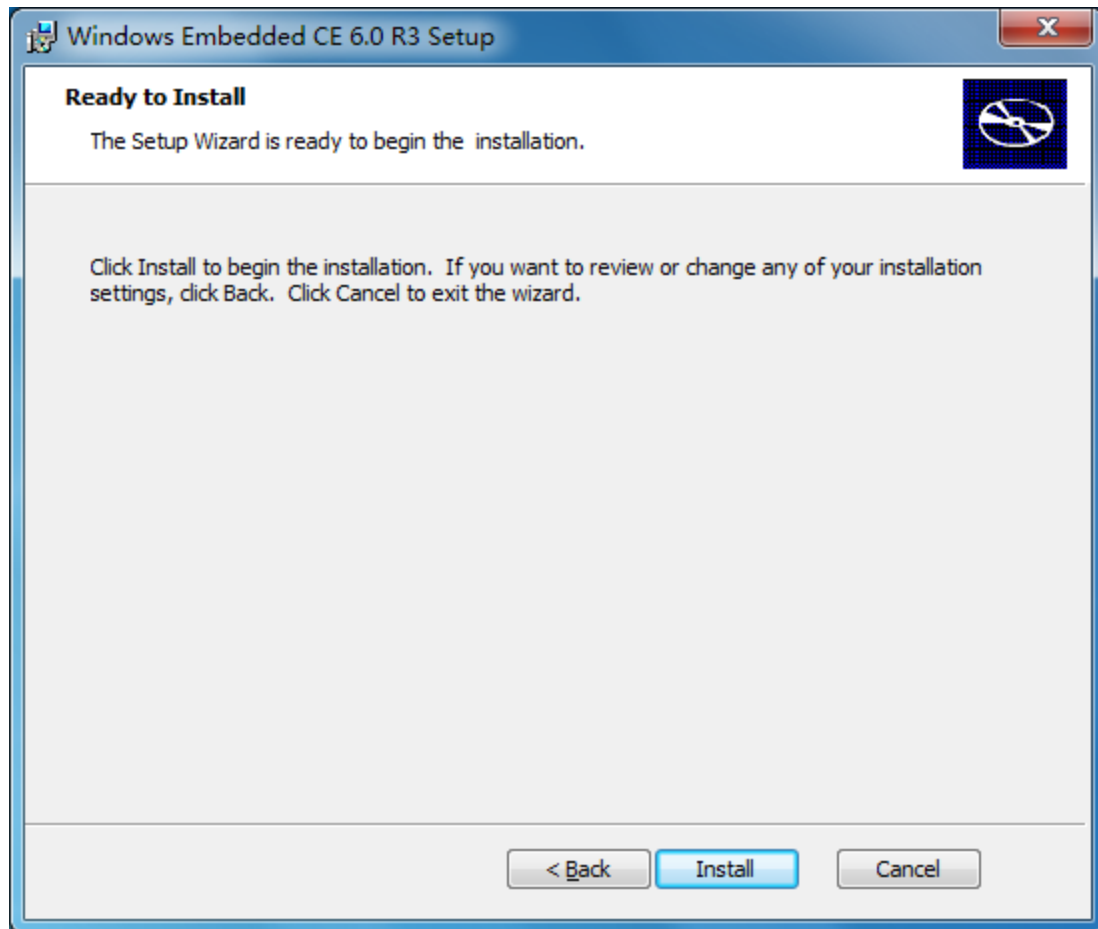 Windows Embedded CE 6.0 R3 Setup
Ready to Install
The Setup Wizard is ready to begin the  installation.
Click Install to begin the installation.  If you want to review or change any of your installation
settings, click Back.  Click Cancel to exit the wizard.
< Back
Install
Cancel